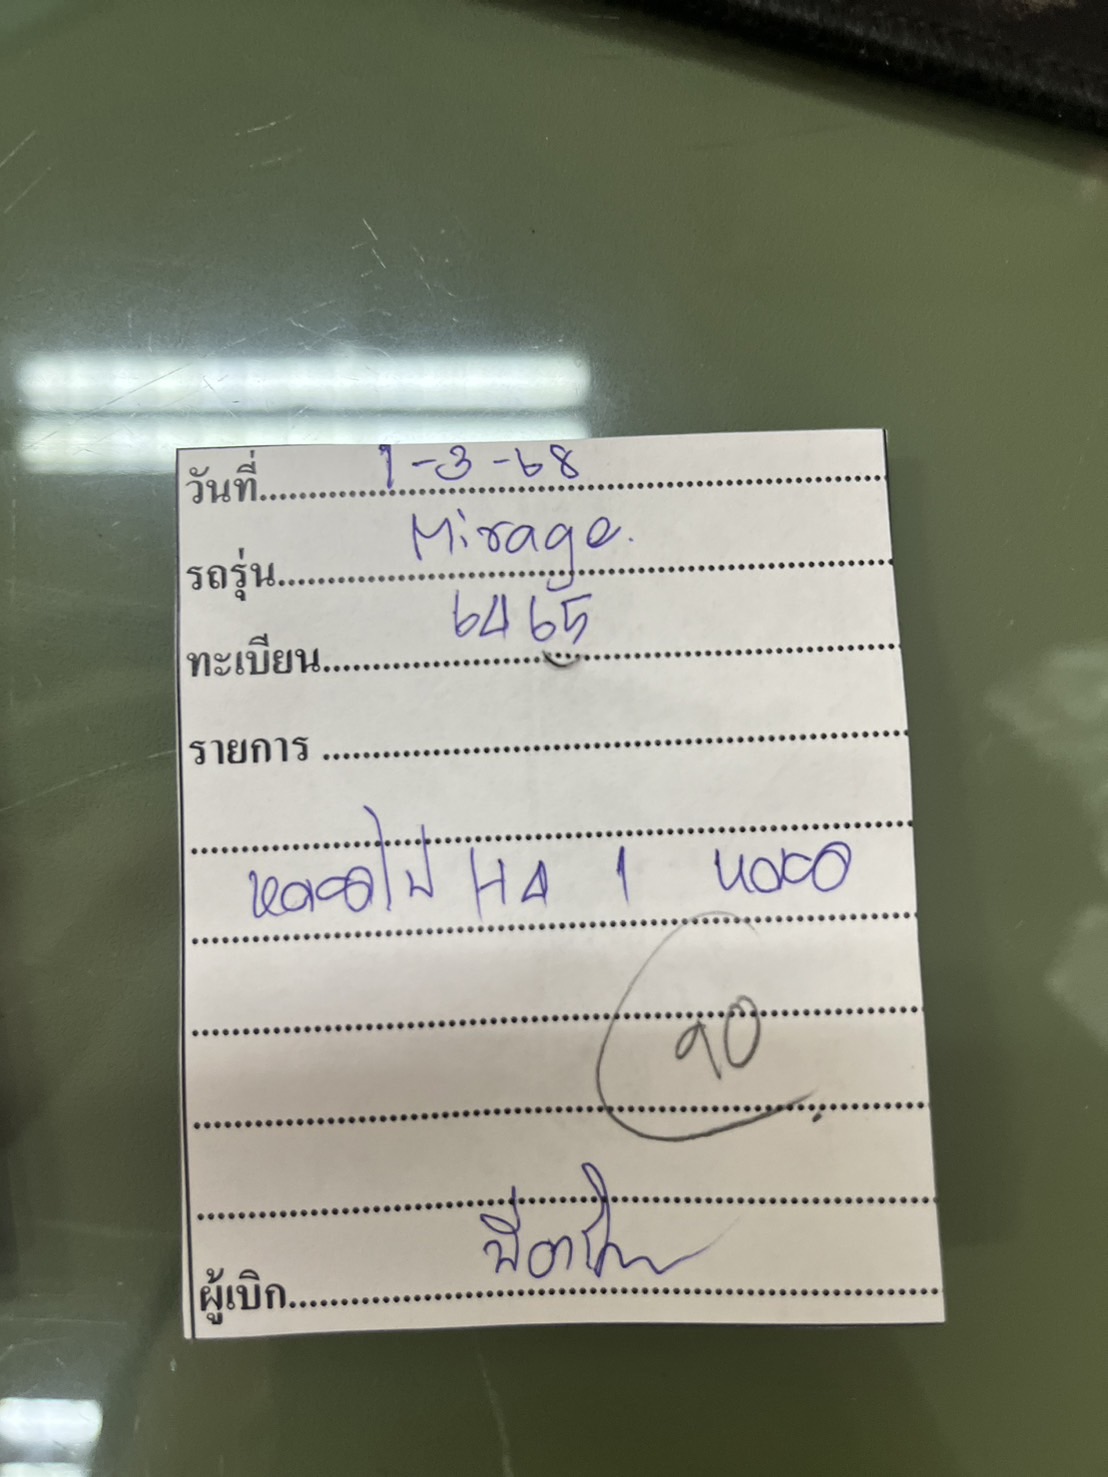 วันที่ 1-3-68
รถรุ่น Mirage.
ทะเบียน 6465
รายการ
หลอดไฟ H4 1 หลอด
90
ผู้เบิก